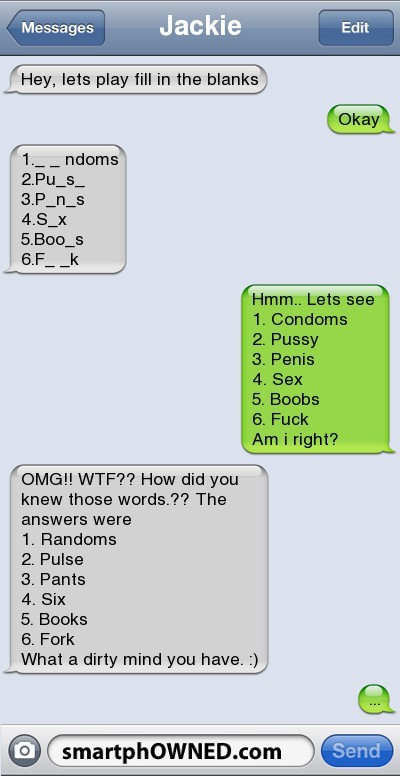 Messages
Jackie
Edit
Hey, lets play fill in the blanks
Okay
1._ _ ndoms
2.Pu_s_
3.P_n_s
4.S_x
5.Boo_s
6.F_ _k
Hmm.. Lets see
1. Condoms
2. Pussy
3. Penis
4. Sex
5. Boobs
6. Fuck
Am i right?
OMG!! WTF?? How did you
knew those words.?? The
answers were
1. Randoms
2. Pulse
3. Pants
4. Six
5. Books
6. Fork
What a dirty mind you have. :)
...
smartphOWNED.com
Send